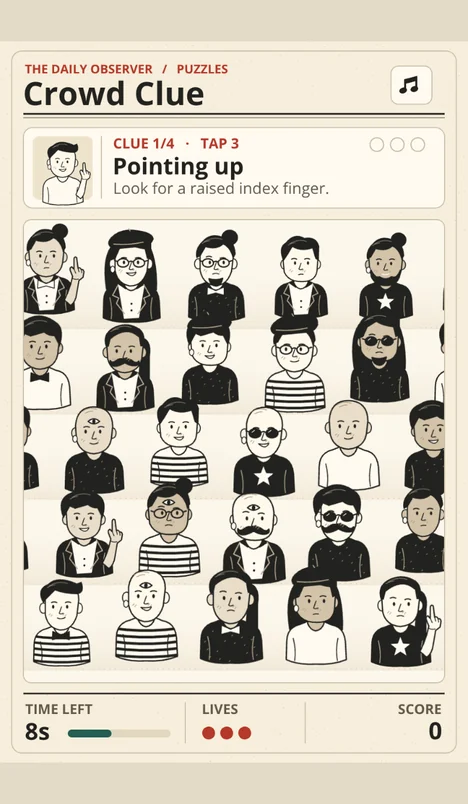 THE DAILY OBSERVER / PUZZLES
Crowd Clue
CLUE 1/4 · TAP 3
Pointing up
Look for a raised index finger.
TIME LEFT
8s
LIVES
SCORE
0